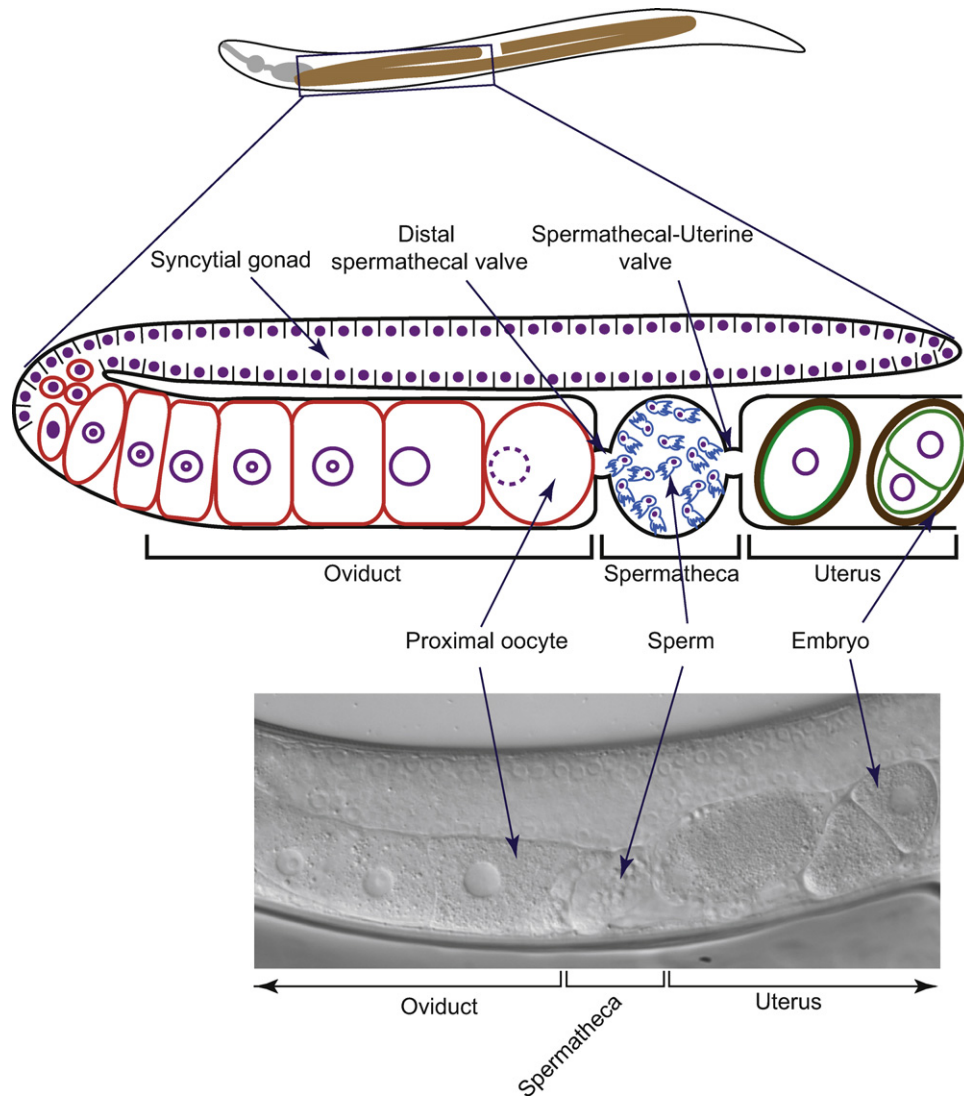 Distal
spermathecal valve
Spermathecal-Uterine
valve
Syncytial gonad
Oviduct
Spermatheca
Uterus
Proximal oocyte
Sperm
Embryo
Oviduct
Spermatheca
Uterus